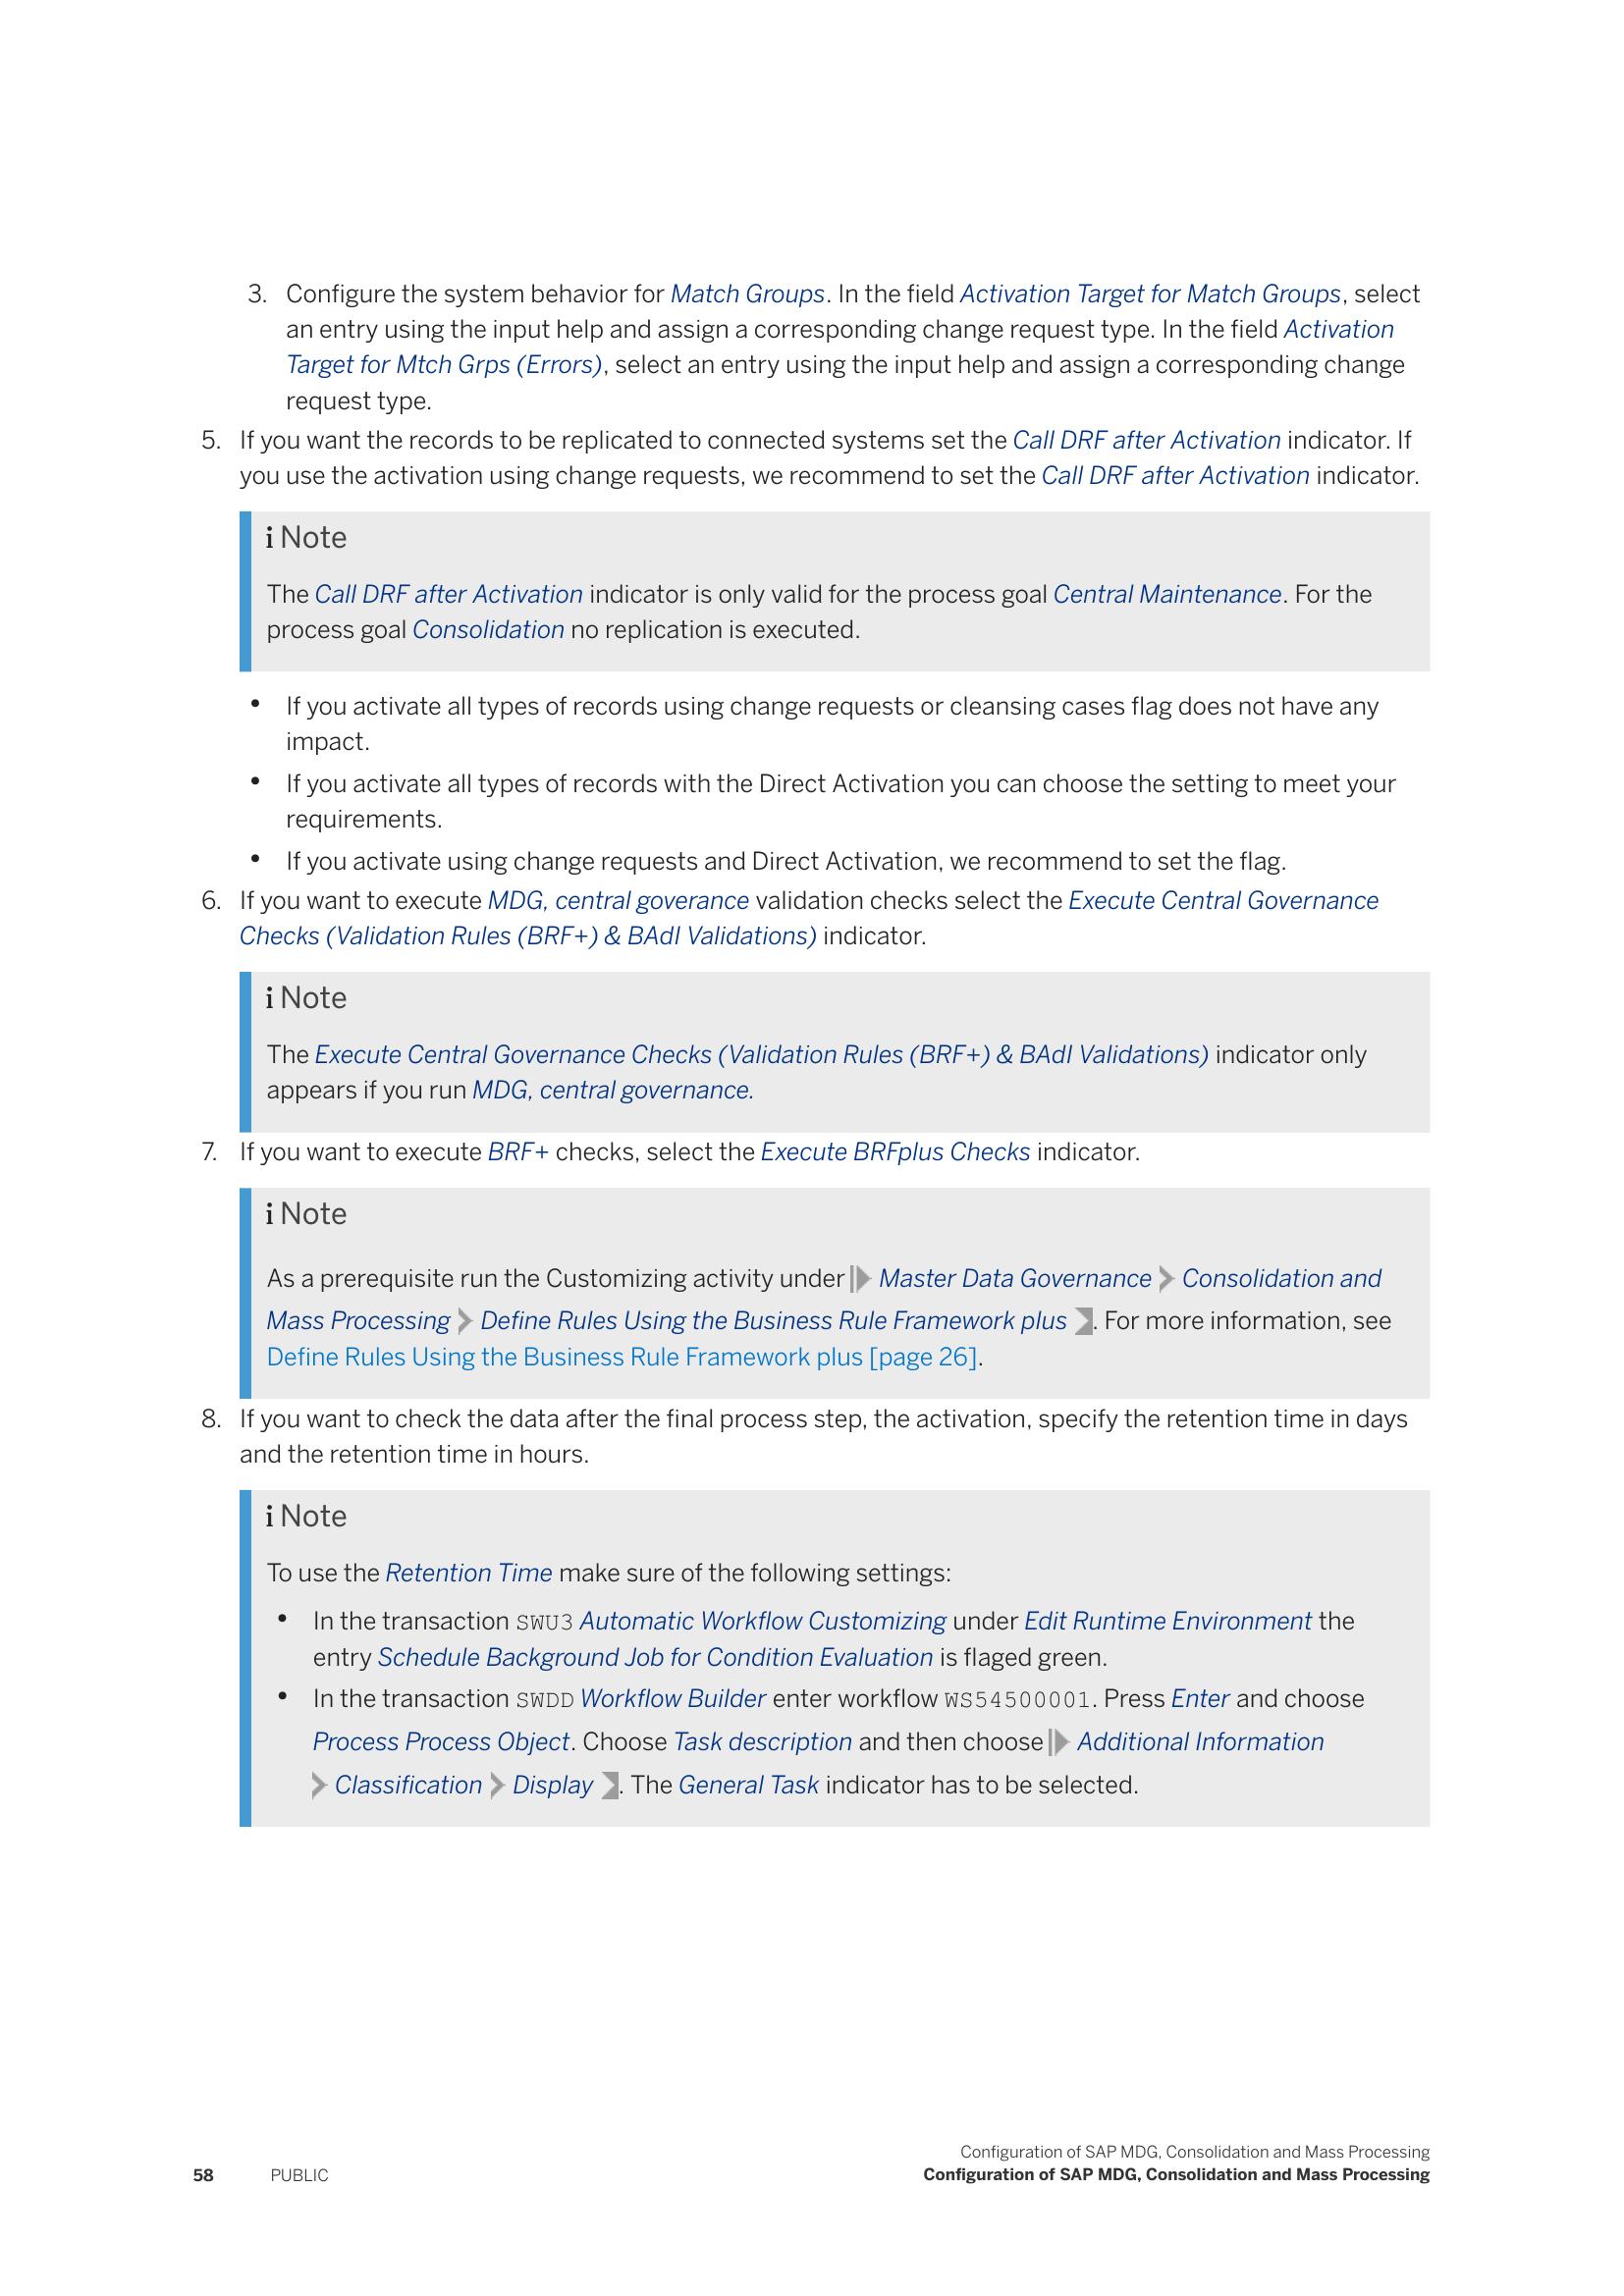 3. Configure the system behavior for Match Groups. In the field Activation Target for Match Groups, select
an entry using the input help and assign a corresponding change request type. In the field Activation
Target for Mtch Grps (Errors), select an entry using the input help and assign a corresponding change
request type.
5. If you want the records to be replicated to connected systems set the Call DRF after Activation indicator. If
you use the activation using change requests, we recommend to set the Call DRF after Activation indicator.
i Note
The Call DRF after Activation indicator is only valid for the process goal Central Maintenance. For the
process goal Consolidation no replication is executed.
• If you activate all types of records using change requests or cleansing cases flag does not have any
impact.
• If you activate all types of records with the Direct Activation you can choose the setting to meet your
requirements.
• If you activate using change requests and Direct Activation, we recommend to set the flag.
6. If you want to execute MDG, central goverance validation checks select the Execute Central Governance
Checks (Validation Rules (BRF+) & BAdI Validations) indicator.
i Note
The Execute Central Governance Checks (Validation Rules (BRF+) & BAdI Validations) indicator only
appears if you run MDG, central governance.
7. If you want to execute BRF+ checks, select the Execute BRFplus Checks indicator.
i Note
As a prerequisite run the Customizing activity under Master Data Governance Consolidation and
Mass Processing Define Rules Using the Business Rule Framework plus . For more information, see
Define Rules Using the Business Rule Framework plus [page 26].
8. If you want to check the data after the final process step, the activation, specify the retention time in days
and the retention time in hours.
i Note
To use the Retention Time make sure of the following settings:
• In the transaction SWU3 Automatic Workflow Customizing under Edit Runtime Environment the
entry Schedule Background Job for Condition Evaluation is flaged green.
• In the transaction SWDD Workflow Builder enter workflow WS54500001. Press Enter and choose
Process Process Object. Choose Task description and then choose Additional Information
Classification Display . The General Task indicator has to be selected.
Configuration of SAP MDG, Consolidation and Mass Processing
58 PUBLIC Configuration of SAP MDG, Consolidation and Mass Processing